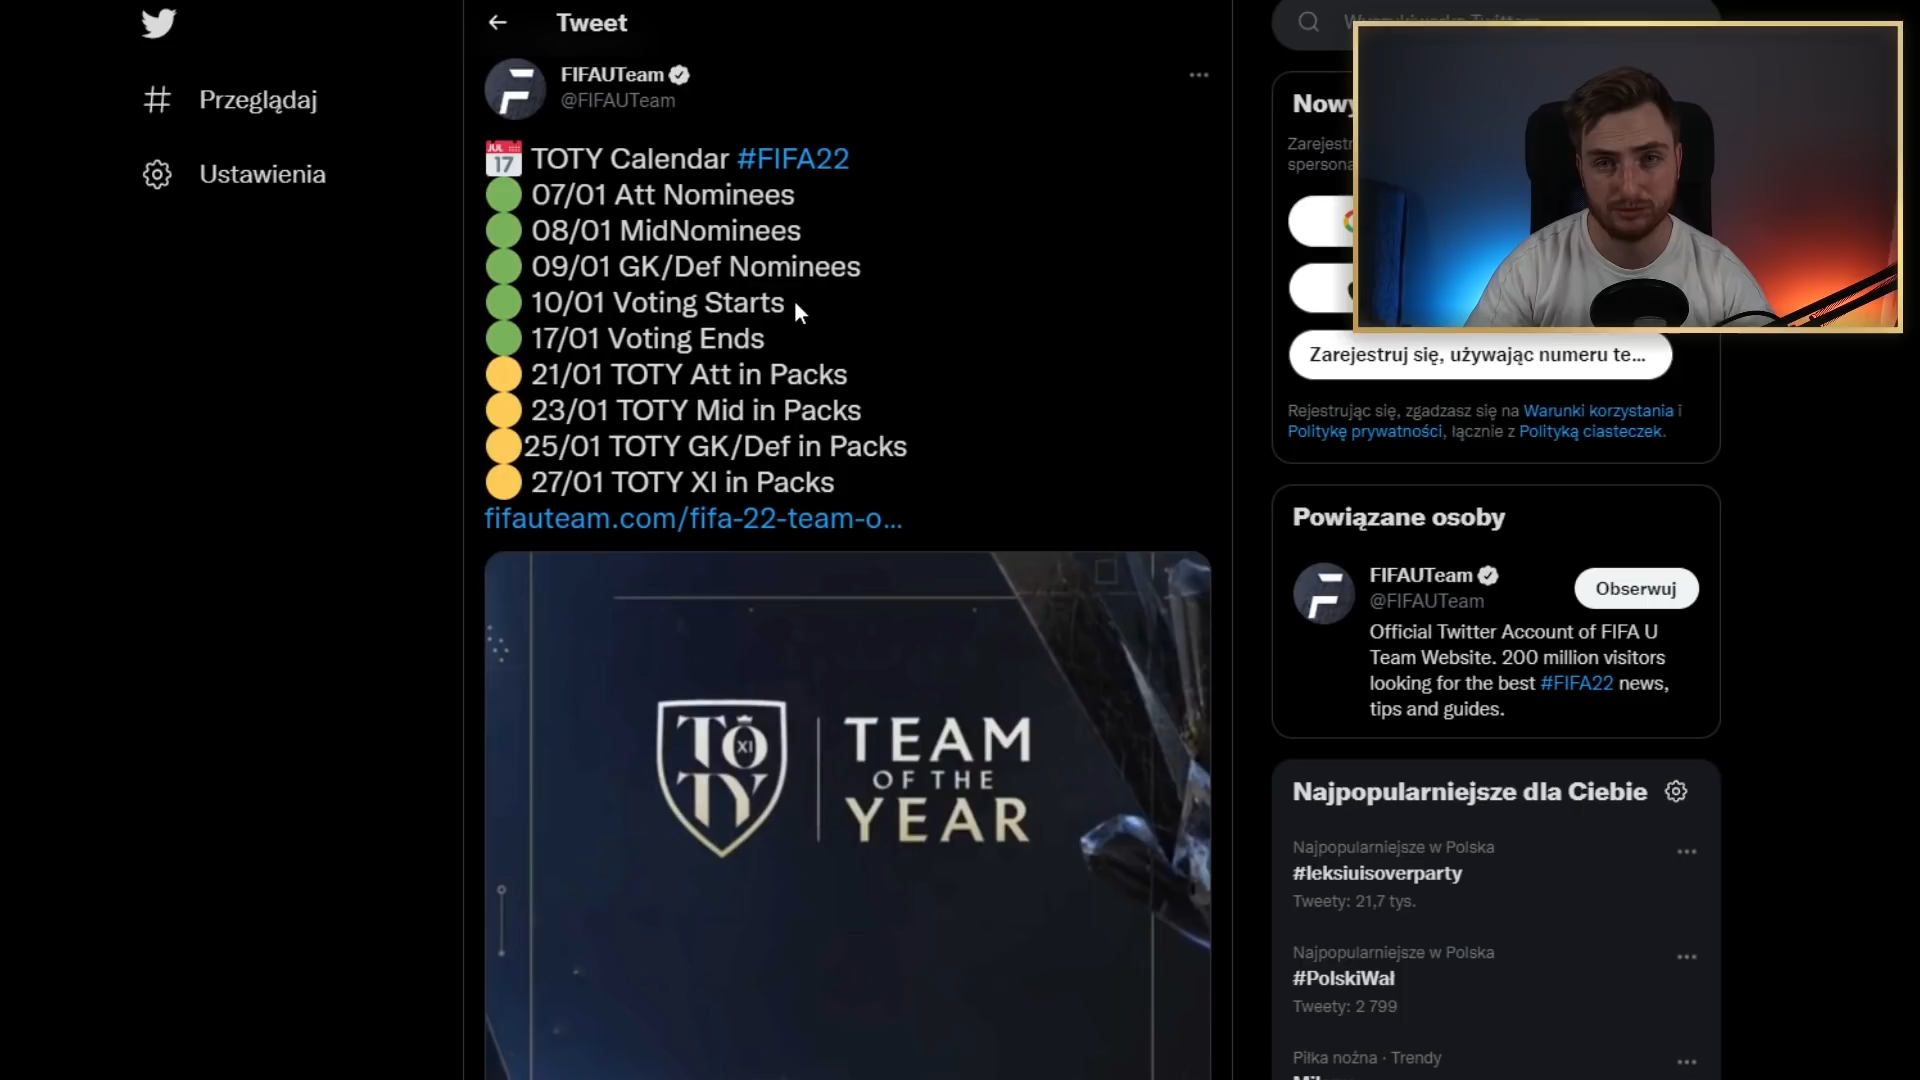 Tweet
Przeglądaj
Ustawienia
FIFAUTeam
@FIFAUTeam
JUL
17
TOTY Calendar #FIFA22
07/01 Att Nominees
08/01 MidNominees
09/01 GK/Def Nominees
10/01 Voting Starts
17/01 Voting Ends
21/01 TOTY Att in Packs
23/01 TOTY Mid in Packs
25/01 TOTY GK/Def in Packs
27/01 TOTY XI in Packs
fifauteam.com/fifa-22-team-o...
TOTY
XI
TEAM
OF THE
YEAR
Nowy
Zarejestr
spersona
Zarejestruj się, używając numeru te...
Rejestrując się, zgadzasz się na Warunki korzystania i
Politykę prywatności, łącznie z Polityką ciasteczek.
Powiązane osoby
FIFAUTeam
@FIFAUTeam
Obserwuj
Official Twitter Account of FIFA U
Team Website. 200 million visitors
looking for the best #FIFA22 news,
tips and guides.
Najpopularniejsze dla Ciebie
Najpopularniejsze w Polska
#leksiuisoverparty
Tweety: 21,7 tys.
Najpopularniejsze w Polska
#PolskiWał
Tweety: 2 799
Piłka nożna · Trendy